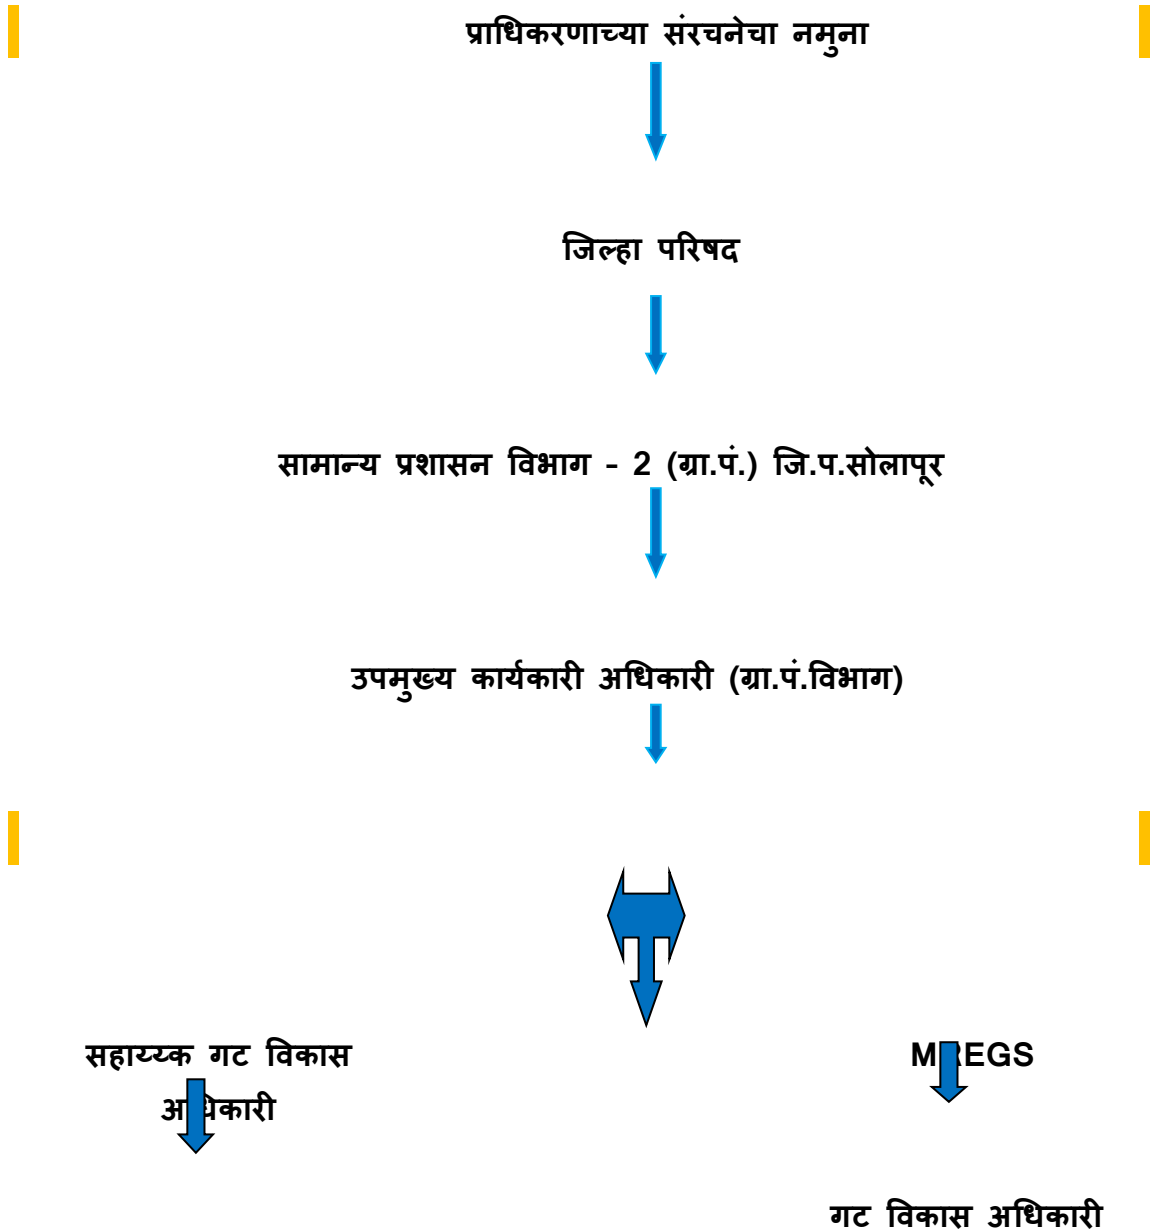 प्राधिकरणाच्या संरचनेचा नमुना
जिल्हा परिषद
सामान्य प्रशासन विभाग - 2 (ग्रा.पं.) जि.प.सोलापूर
उपमुख्य कार्यकारी अधिकारी (ग्रा.पं.विभाग)
सहाय्य्क गट विकास
अधिकारी
MREGS
गट विकास अधिकारी